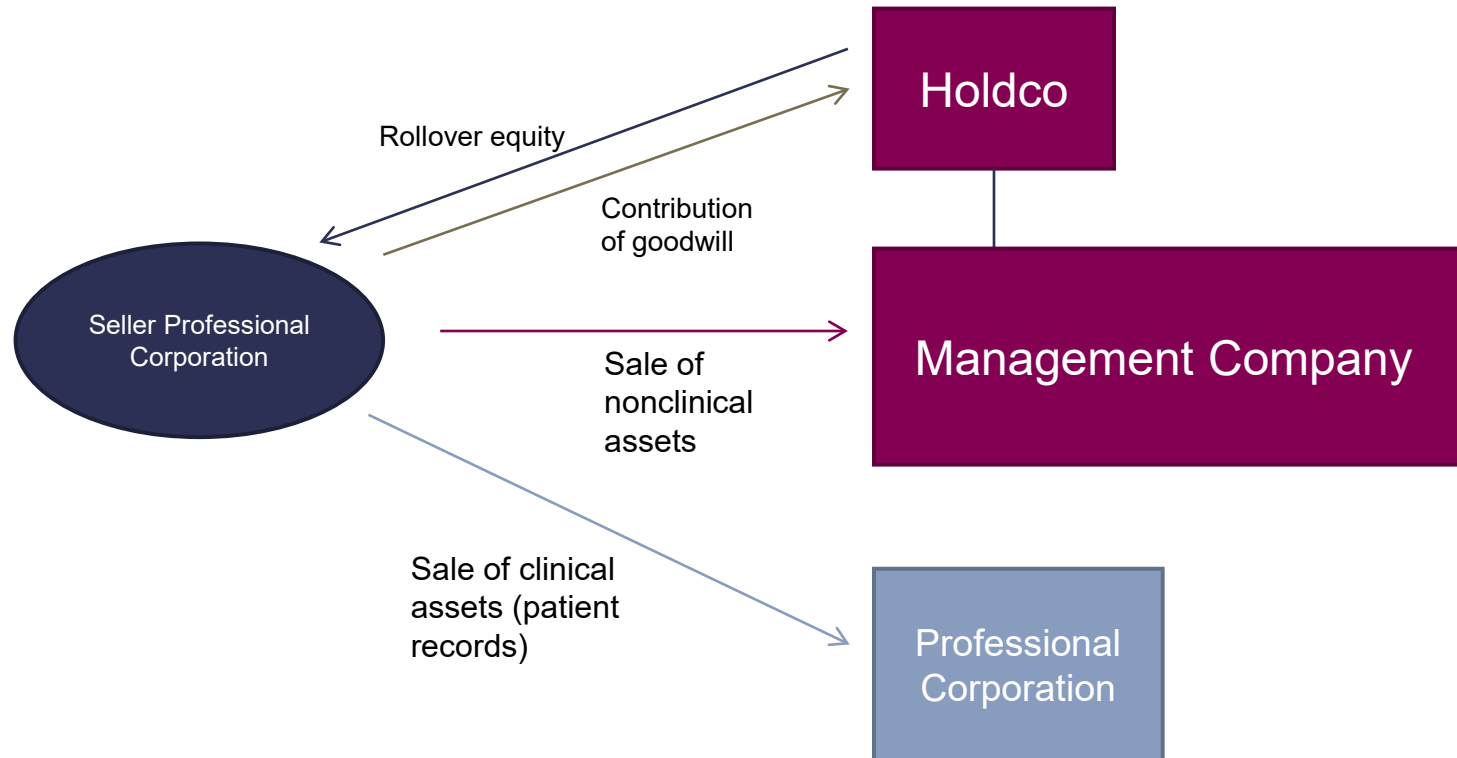 Holdco
Rollover equity
Contribution
of goodwill
Seller Professional
Corporation
Management Company
Sale of
nonclinical
assets
Sale of clinical
assets (patient
records)
Professional
Corporation